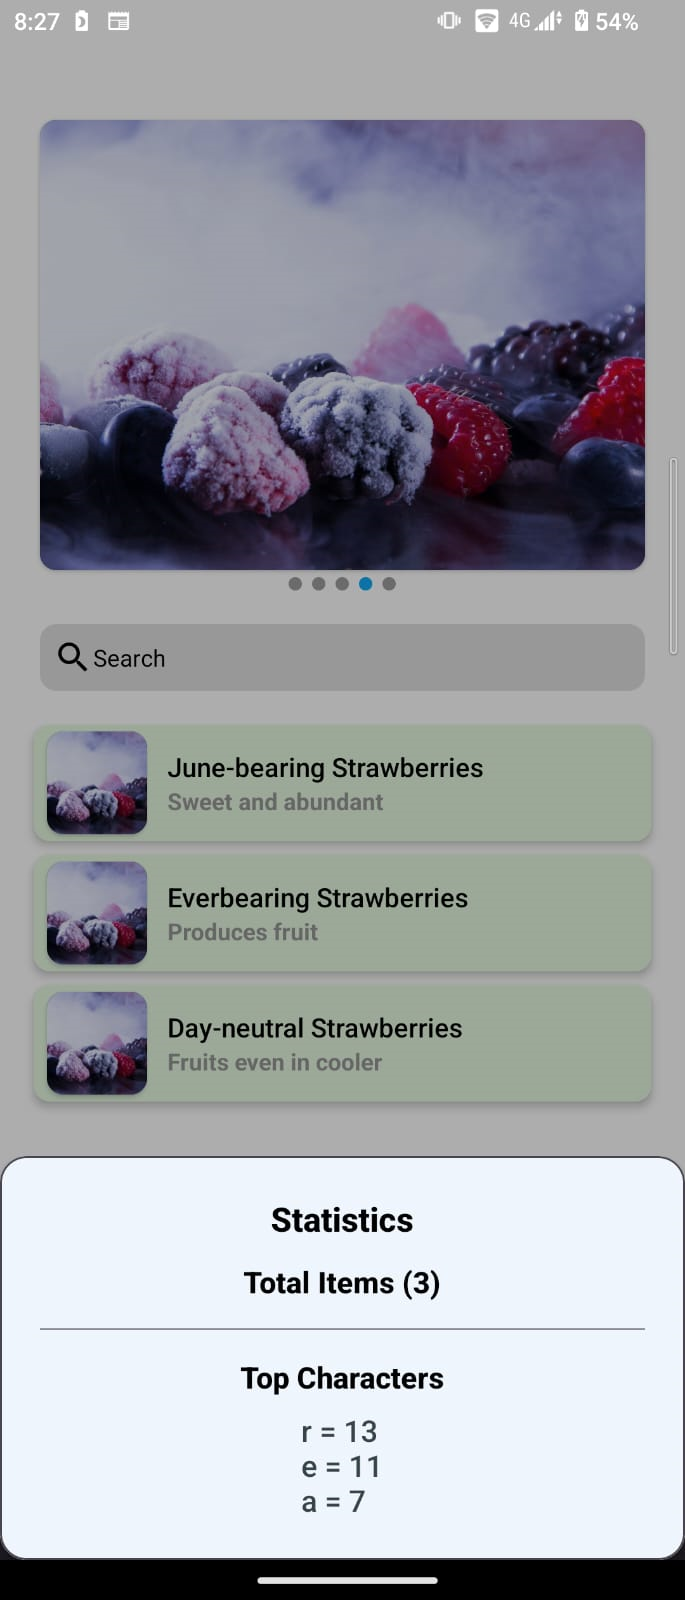 8:27 4G 54%
Search
June-bearing Strawberries
Sweet and abundant
Everbearing Strawberries
Produces fruit
Day-neutral Strawberries
Fruits even in cooler
Statistics
Total Items (3)
Top Characters
r = 13
e = 11
a = 7